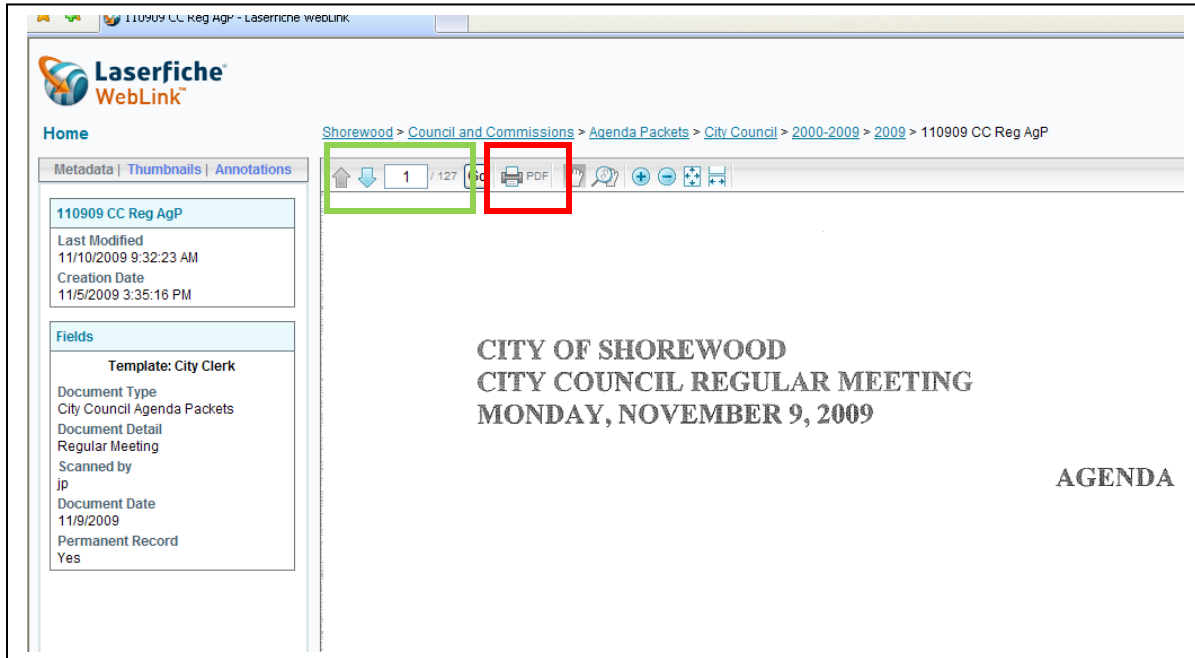 110909 CC Reg AgP - Laserfiche WebLink
Laserfiche®
WebLink™
Home
Shorewood > Council and Commissions > Agenda Packets > City Council > 2000-2009 > 2009 > 110909 CC Reg AgP
Metadata | Thumbnails | Annotations
1 / 127 Go PDF
110909 CC Reg AgP
Last Modified
11/10/2009 9:32:23 AM
Creation Date
11/5/2009 3:35:16 PM
Fields
Template: City Clerk
Document Type
City Council Agenda Packets
Document Detail
Regular Meeting
Scanned by
jp
Document Date
11/9/2009
Permanent Record
Yes
CITY OF SHOREWOOD
CITY COUNCIL REGULAR MEETING
MONDAY, NOVEMBER 9, 2009
AGENDA